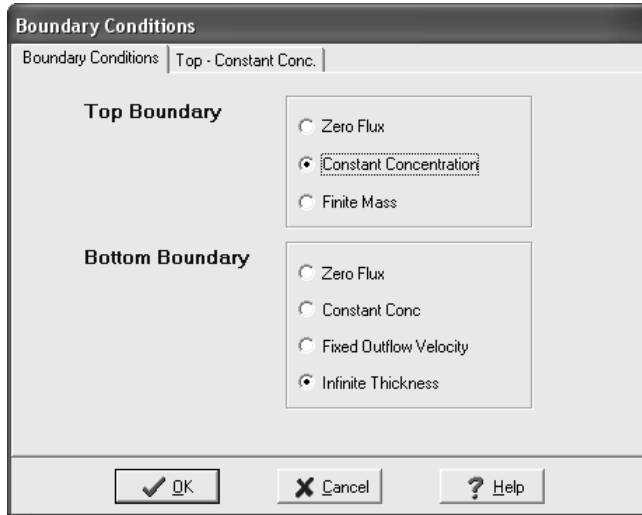 Boundary Conditions
Boundary Conditions Top - Constant Conc.
Top Boundary
Zero Flux
Constant Concentration
Finite Mass
Bottom Boundary
Zero Flux
Constant Conc
Fixed Outflow Velocity
Infinite Thickness
OK Cancel Help